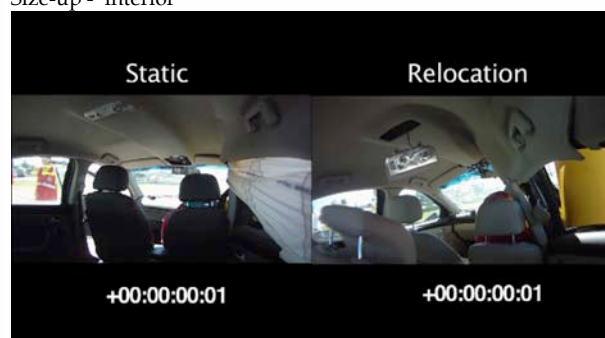 Size-up - interior
Static
Relocation
+00:00:00:01
+00:00:00:01